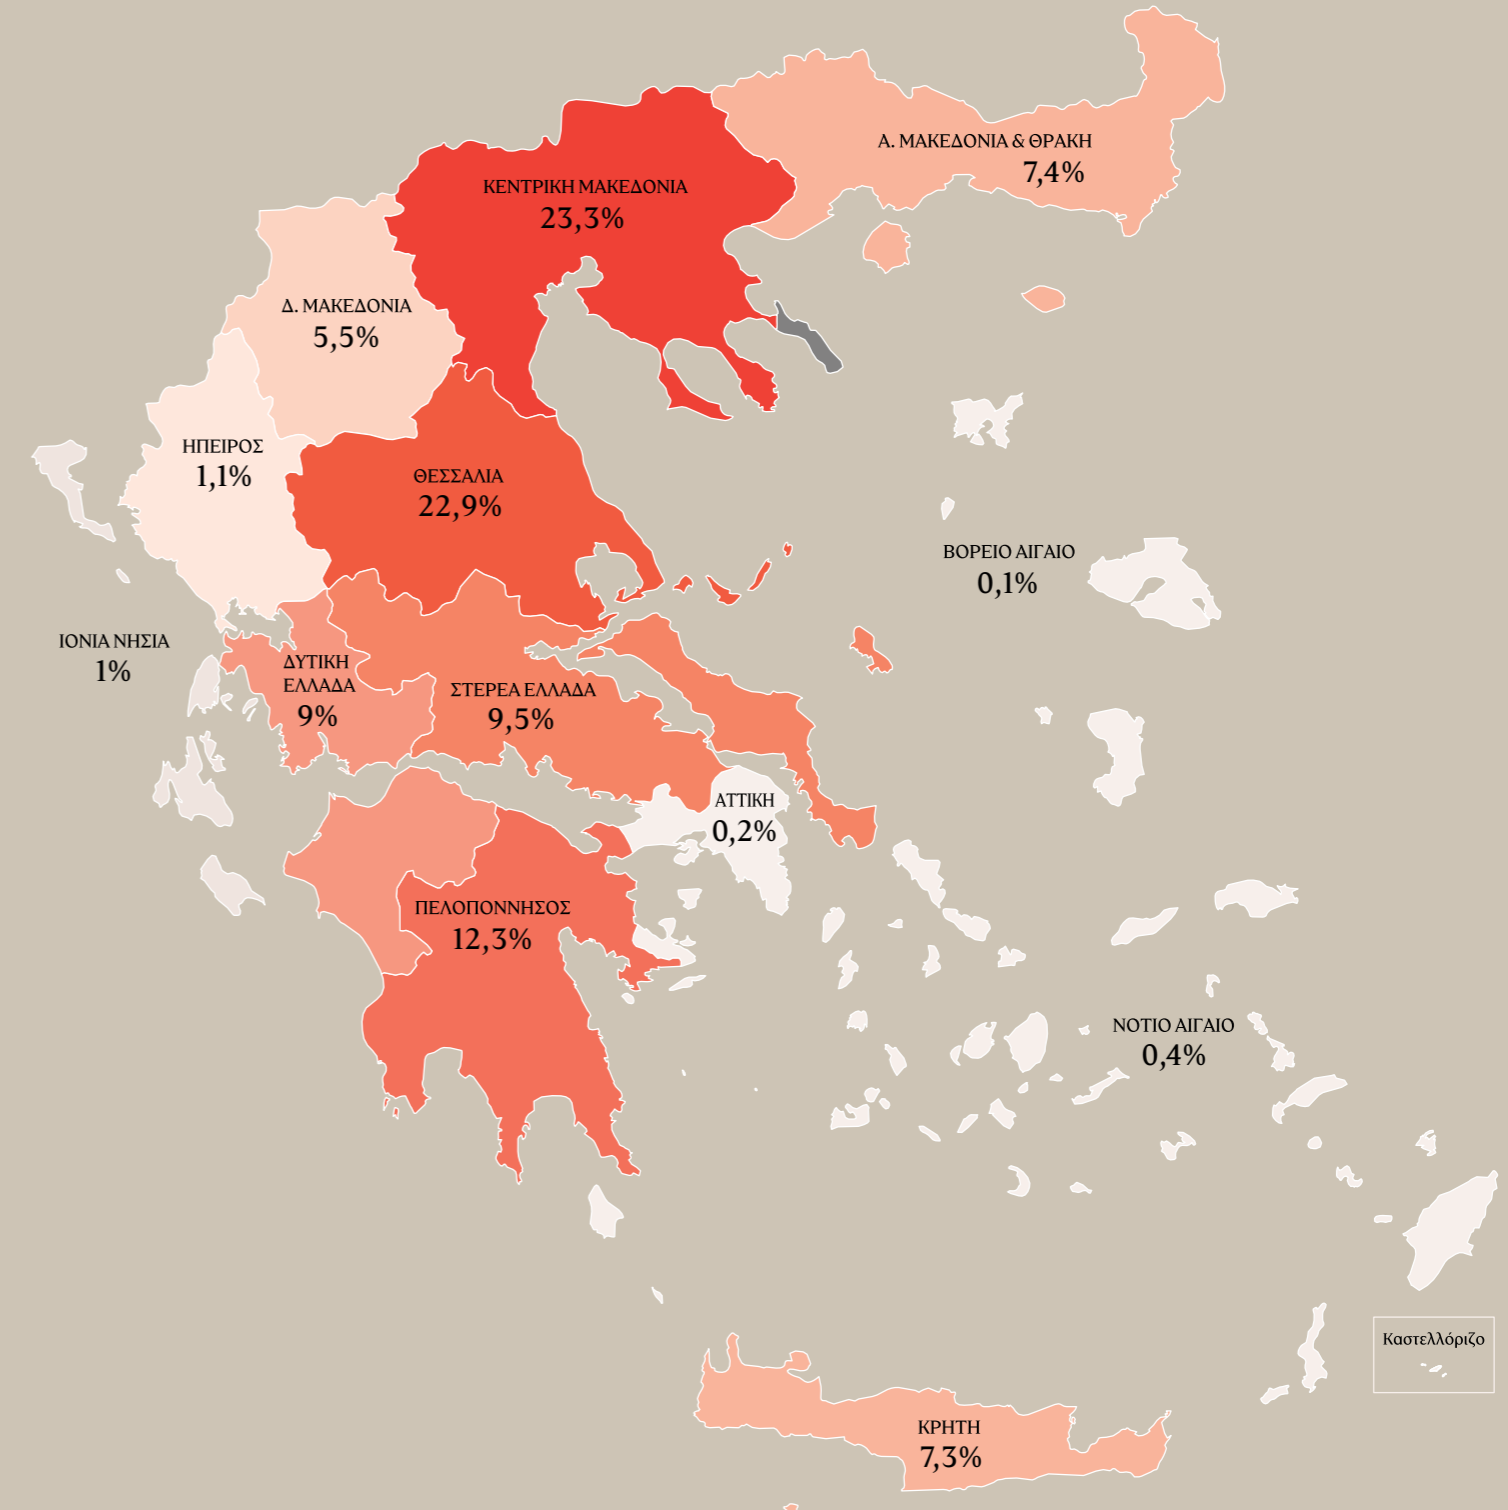 Α. ΜΑΚΕΔΟΝΙΑ & ΘΡΑΚΗ
7,4%
ΚΕΝΤΡΙΚΗ ΜΑΚΕΔΟΝΙΑ
23,3%
Δ. ΜΑΚΕΔΟΝΙΑ
5,5%
ΗΠΕΙΡΟΣ
1,1%
ΘΕΣΣΑΛΙΑ
22,9%
ΒΟΡΕΙΟ ΑΙΓΑΙΟ
0,1%
ΙΟΝΙΑ ΝΗΣΙΑ
1%
ΔΥΤΙΚΗ
ΕΛΛΑΔΑ
9%
ΣΤΕΡΕΑ ΕΛΛΑΔΑ
9,5%
ΑΤΤΙΚΗ
0,2%
ΠΕΛΟΠΟΝΝΗΣΟΣ
12,3%
ΝΟΤΙΟ ΑΙΓΑΙΟ
0,4%
Καστελλόριζο
ΚΡΗΤΗ
7,3%